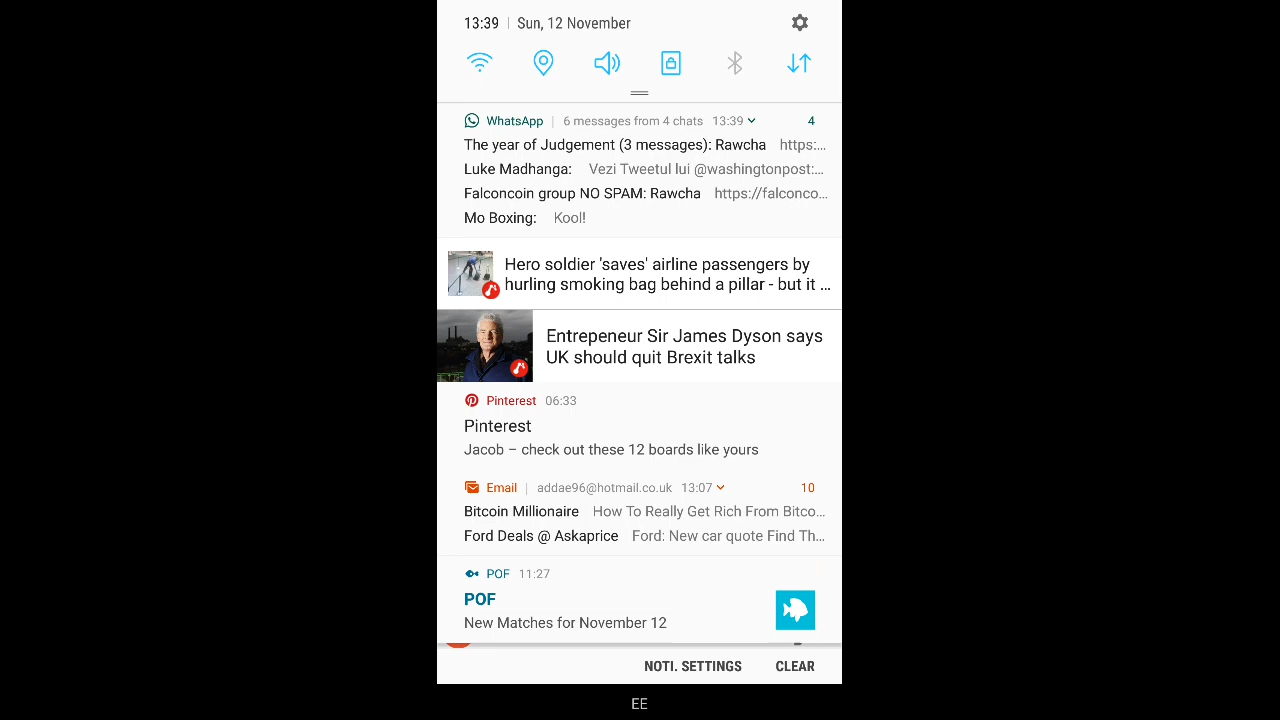 13:39 | Sun, 12 November
WhatsApp | 6 messages from 4 chats 13:39 4
The year of Judgement (3 messages): Rawcha https:...
Luke Madhanga: Vezi Tweetul lui @washingtonpost:...
Falconcoin group NO SPAM: Rawcha https://falconco...
Mo Boxing: Kool!
Hero soldier 'saves' airline passengers by
hurling smoking bag behind a pillar - but it ...
Entrepeneur Sir James Dyson says
UK should quit Brexit talks
Pinterest 06:33
Pinterest
Jacob – check out these 12 boards like yours
Email | addae96@hotmail.co.uk 13:07 10
Bitcoin Millionaire How To Really Get Rich From Bitco...
Ford Deals @ Askaprice Ford: New car quote Find Th...
POF 11:27
POF
New Matches for November 12
NOTI. SETTINGS CLEAR
EE